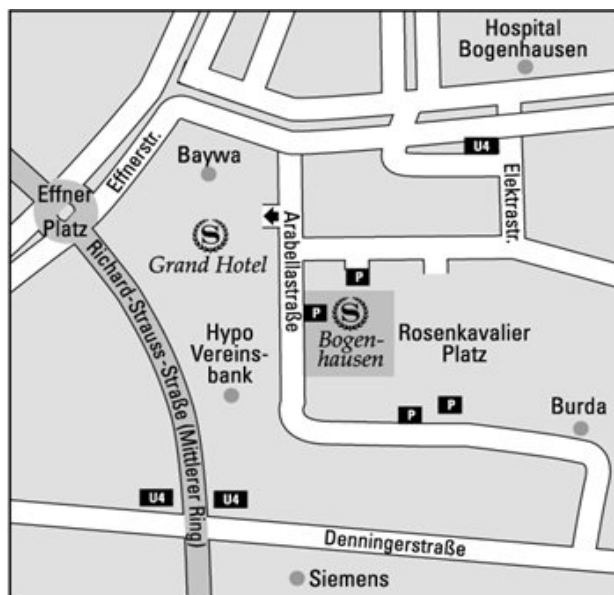 Hospital
Bogenhausen
U4
Effnerstr.
Baywa
Elektrastr.
Effner
Platz
Arabellastraße
S
Grand Hotel
P
Richard-Strauss-Straße (Mittlerer Ring)
P
S
Bogen-
hausen
Rosenkavalier
Platz
Hypo
Vereins-
bank
P
P
Burda
U4
U4
Denningerstraße
Siemens